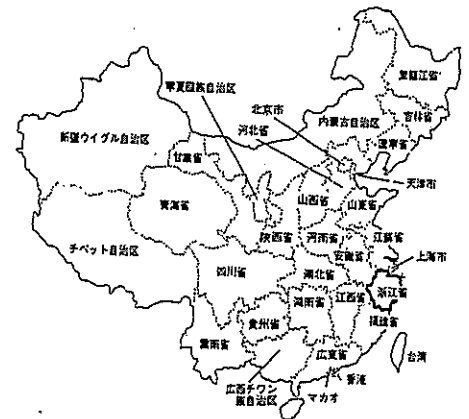 黒龍江省
寧夏回族自治区
吉林省
北京市
内蒙古自治区
遼寧省
新疆ウイグル自治区
河北省
甘粛省
天津市
山西省
山東省
青海省
陝西省
河南省
江蘇省
チベット自治区
安徽省
上海市
四川省
湖北省
浙江省
湖南省
江西省
貴州省
福建省
雲南省
広東省
台湾
広西チワン
族自治区
香港
マカオ